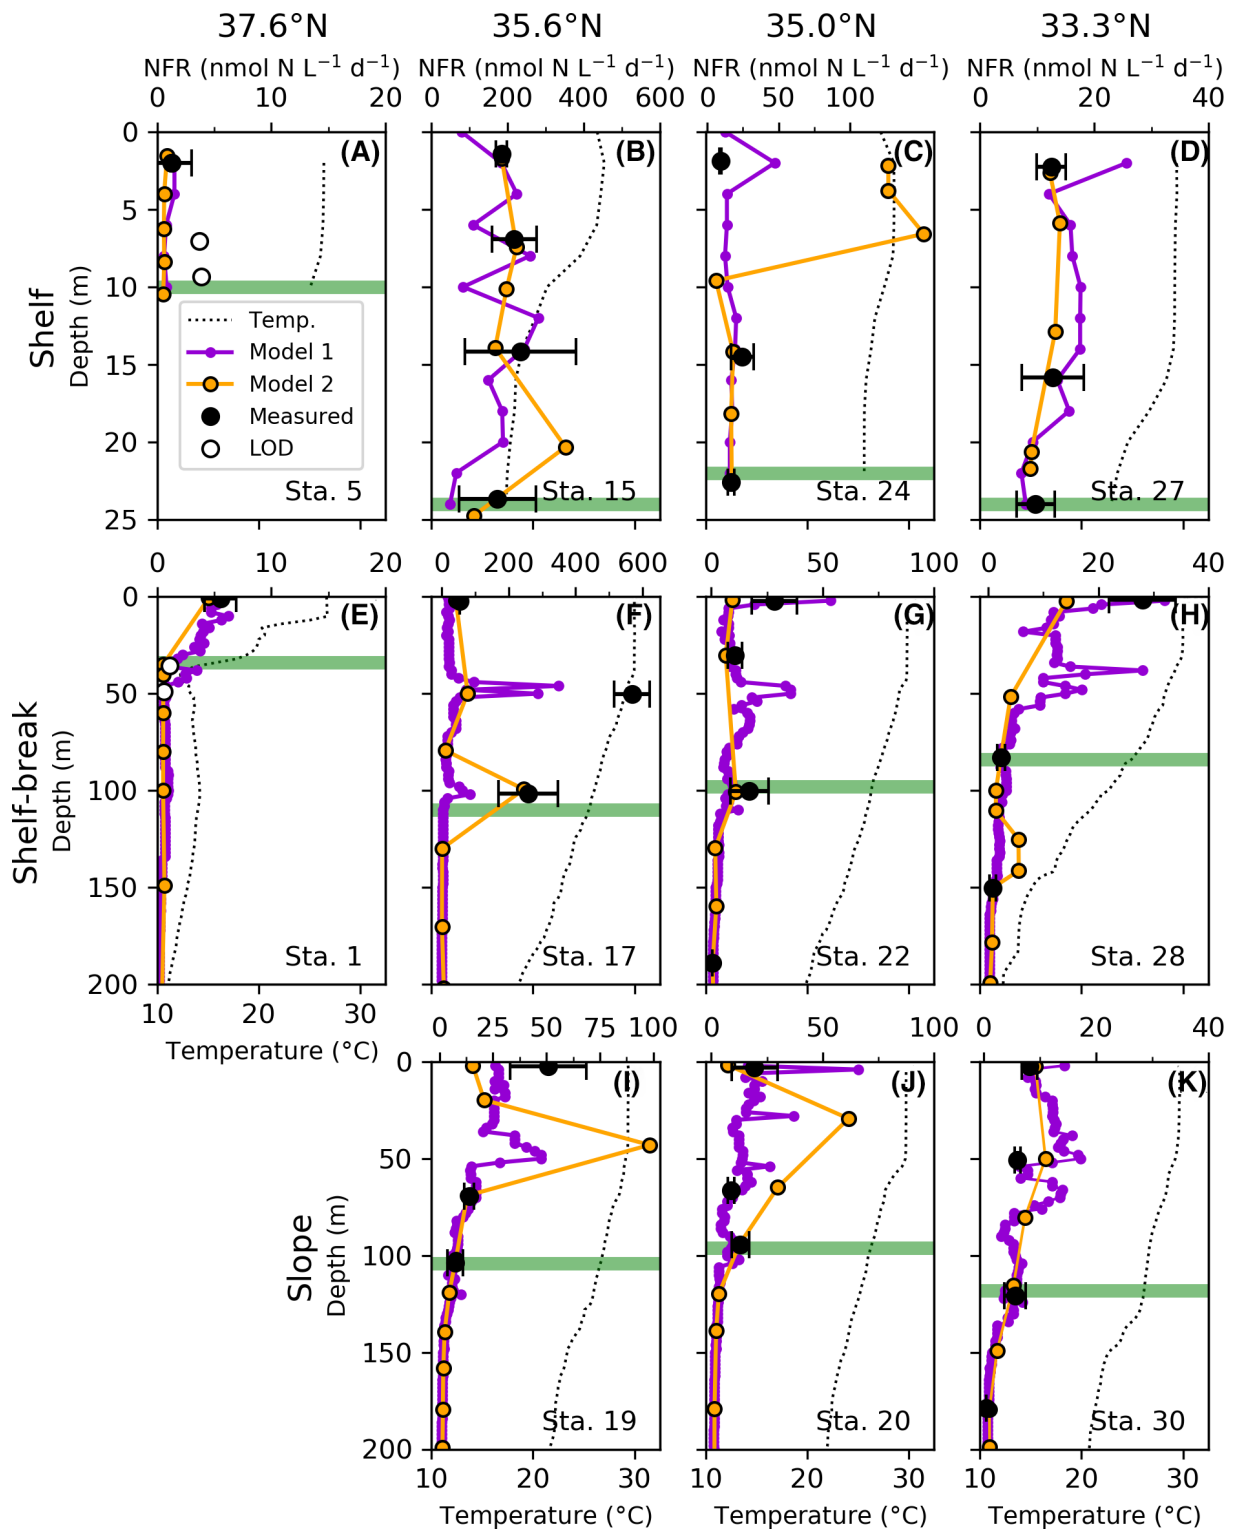 37.6°N 35.6°N 35.0°N 33.3°N
NFR (nmol N L⁻¹ d⁻¹) NFR (nmol N L⁻¹ d⁻¹) NFR (nmol N L⁻¹ d⁻¹) NFR (nmol N L⁻¹ d⁻¹)
0 10 20 0 200 400 600 0 50 100 0 20 40
(A) (B) (C) (D)
0
5
10
15
20
25
Shelf
Depth (m)
Temp.
Model 1
Model 2
Measured
LOD
Sta. 5 Sta. 15 Sta. 24 Sta. 27
0 10 20 0 200 400 600 0 50 100 0 20 40
(E) (F) (G) (H)
0
50
100
150
200
Shelf-break
Depth (m)
Sta. 1 Sta. 17 Sta. 22 Sta. 28
10 20 30
Temperature (°C)
0 25 50 75 100 0 50 100 0 20 40
(I) (J) (K)
0
50
100
150
200
Slope
Depth (m)
Sta. 19 Sta. 20 Sta. 30
10 20 30 10 20 30 10 20 30 40
Temperature (°C) Temperature (°C) Temperature (°C)